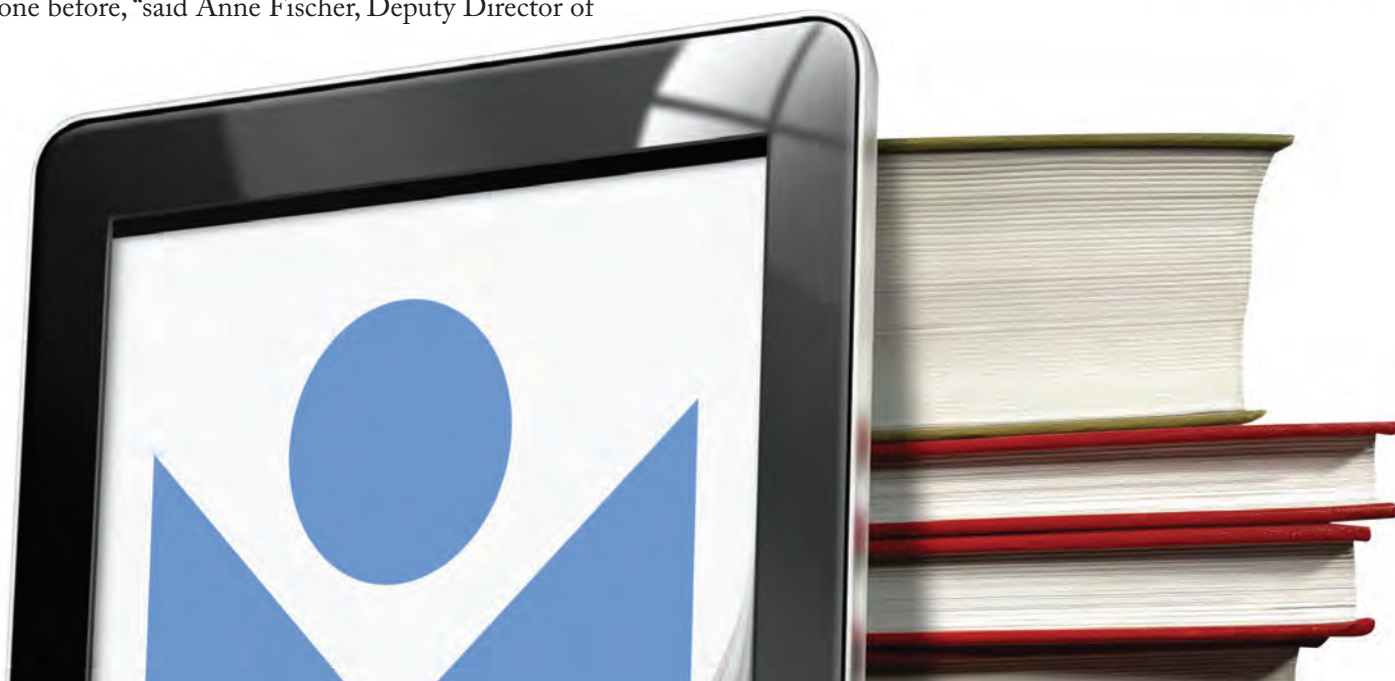 one before, “said Anne Fischer, Deputy Director of